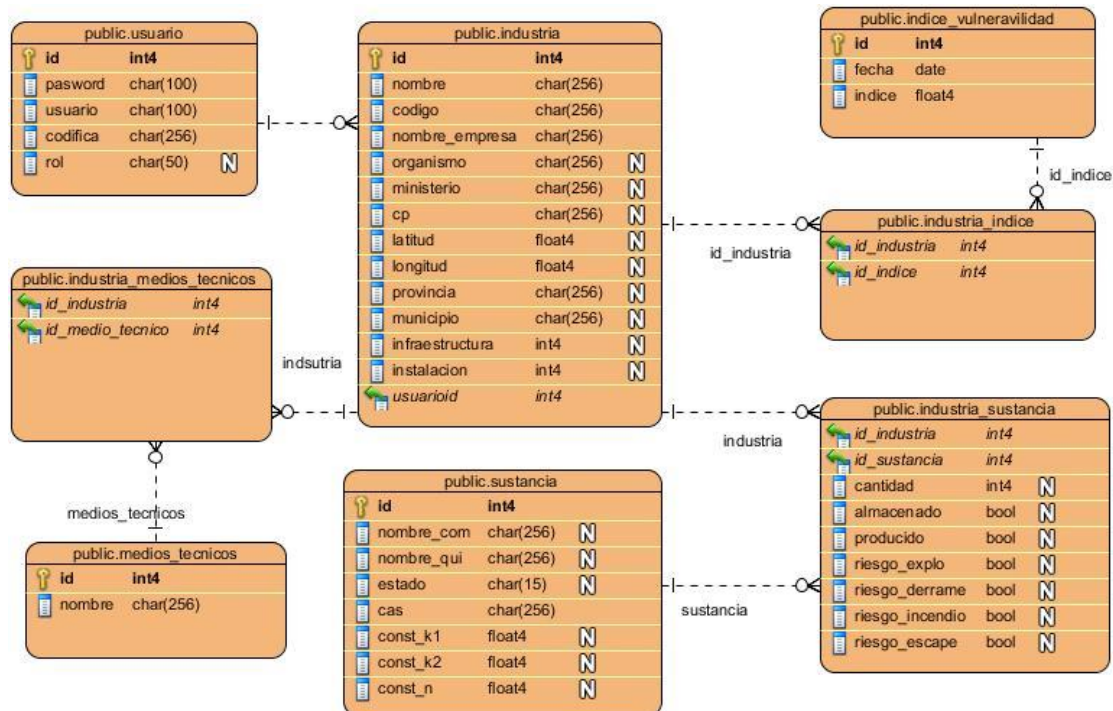 public.usuario
id int4
pasword char(100)
usuario char(100)
codifica char(256)
rol char(50) N
public.industria
id int4
nombre char(256)
codigo char(256)
nombre_empresa char(256)
organismo char(256) N
ministerio char(256) N
cp char(256) N
latitud float4 N
longitud float4 N
provincia char(256) N
municipio char(256) N
infraestructura int4 N
instalacion int4 N
usuarioid int4
public.indice_vulneravilidad
id int4
fecha date
indice float4
id_indice
public.industria_indice
id_industria int4
id_indice int4
id_industria
public.industria_medios_tecnicos
id_industria int4
id_medio_tecnico int4
indsutria
medios_tecnicos
public.medios_tecnicos
id int4
nombre char(256)
industria
public.industria_sustancia
id_industria int4
id_sustancia int4
cantidad int4 N
almacenado bool N
producido bool N
riesgo_explo bool N
riesgo_derrame bool N
riesgo_incendio bool N
riesgo_escape bool N
public.sustancia
id int4
nombre_com char(256) N
nombre_qui char(256) N
estado char(15) N
cas char(256)
const_k1 float4 N
const_k2 float4 N
const_n float4 N
sustancia